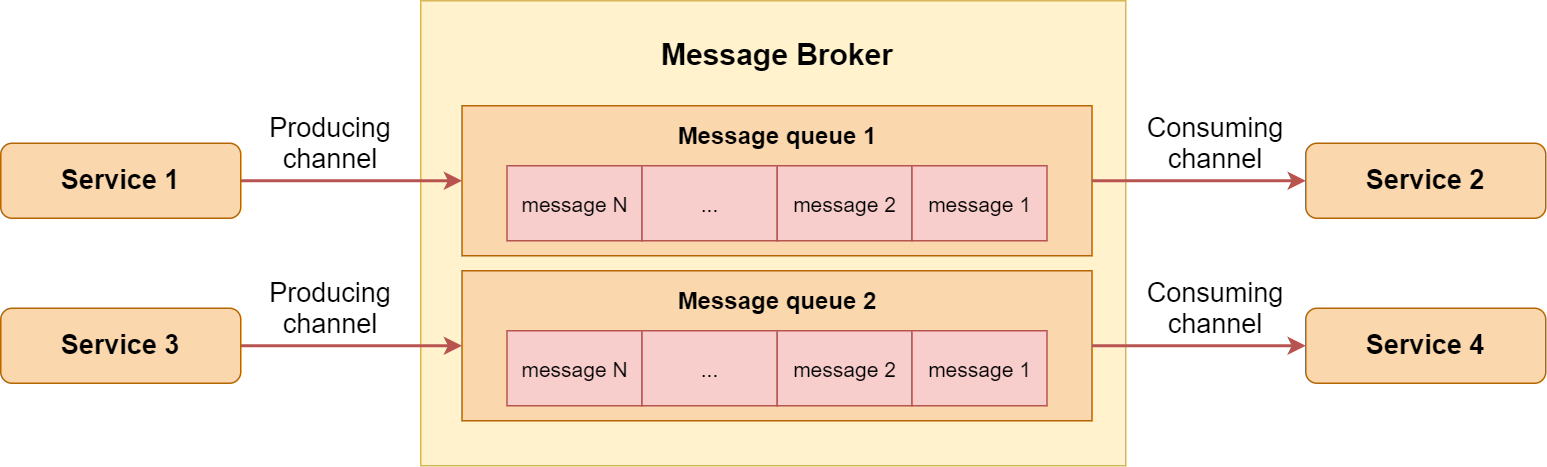 Message Broker
Producing
channel
Service 1
Message queue 1
message N
...
message 2
message 1
Consuming
channel
Service 2
Producing
channel
Service 3
Message queue 2
message N
...
message 2
message 1
Consuming
channel
Service 4